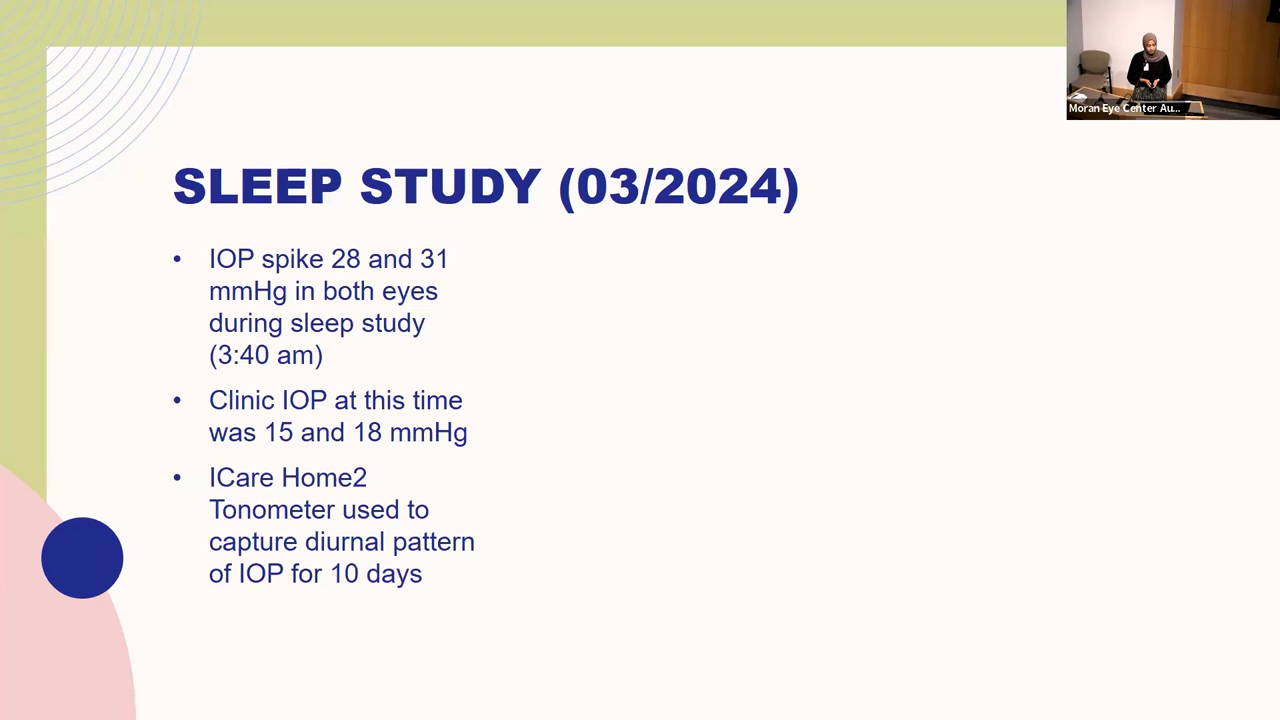 Moran Eye Center Au...
SLEEP STUDY (03/2024)
• IOP spike 28 and 31
mmHg in both eyes
during sleep study
(3:40 am)
• Clinic IOP at this time
was 15 and 18 mmHg
• ICare Home2
Tonometer used to
capture diurnal pattern
of IOP for 10 days